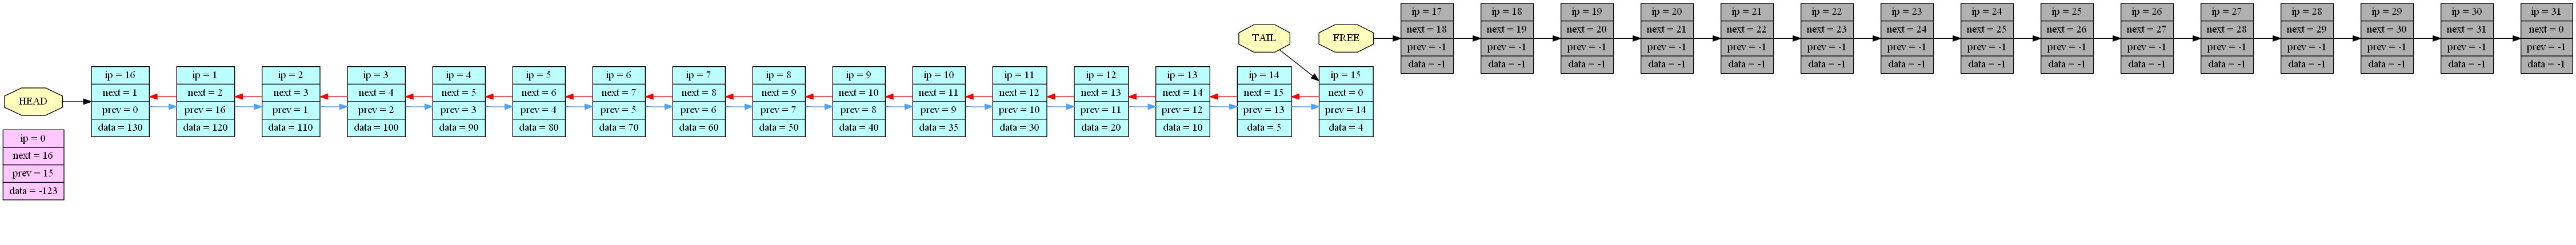 HEAD
ip = 0
next = 16
prev = 15
data = -123
ip = 16
next = 1
prev = 0
data = 130
ip = 1
next = 2
prev = 16
data = 120
ip = 2
next = 3
prev = 1
data = 110
ip = 3
next = 4
prev = 2
data = 100
ip = 4
next = 5
prev = 3
data = 90
ip = 5
next = 6
prev = 4
data = 80
ip = 6
next = 7
prev = 5
data = 70
ip = 7
next = 8
prev = 6
data = 60
ip = 8
next = 9
prev = 7
data = 50
ip = 9
next = 10
prev = 8
data = 40
ip = 10
next = 11
prev = 9
data = 35
ip = 11
next = 12
prev = 10
data = 30
ip = 12
next = 13
prev = 11
data = 20
ip = 13
next = 14
prev = 12
data = 10
TAIL
ip = 14
next = 15
prev = 13
data = 5
FREE
ip = 15
next = 0
prev = 14
data = 4
ip = 17
next = 18
prev = -1
data = -1
ip = 18
next = 19
prev = -1
data = -1
ip = 19
next = 20
prev = -1
data = -1
ip = 20
next = 21
prev = -1
data = -1
ip = 21
next = 22
prev = -1
data = -1
ip = 22
next = 23
prev = -1
data = -1
ip = 23
next = 24
prev = -1
data = -1
ip = 24
next = 25
prev = -1
data = -1
ip = 25
next = 26
prev = -1
data = -1
ip = 26
next = 27
prev = -1
data = -1
ip = 27
next = 28
prev = -1
data = -1
ip = 28
next = 29
prev = -1
data = -1
ip = 29
next = 30
prev = -1
data = -1
ip = 30
next = 31
prev = -1
data = -1
ip = 31
next = 0
prev = -1
data = -1